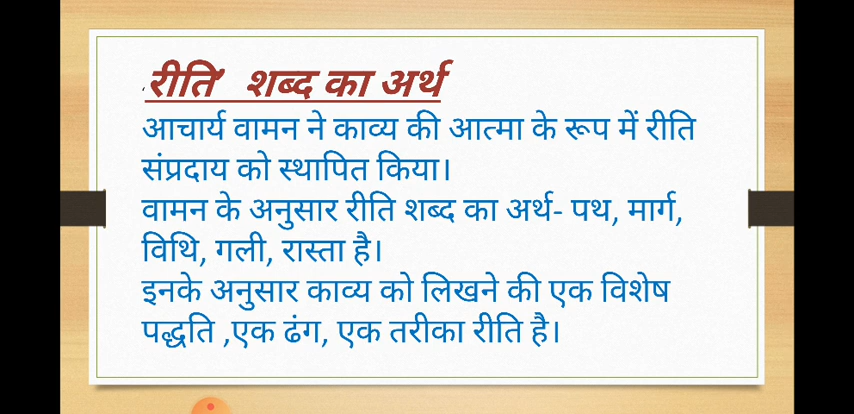 'रीति' शब्द का अर्थ
आचार्य वामन ने काव्य की आत्मा के रूप में रीति
संप्रदाय को स्थापित किया।
वामन के अनुसार रीति शब्द का अर्थ- पथ, मार्ग,
विथि, गली, रास्ता है।
इनके अनुसार काव्य को लिखने की एक विशेष
पद्धति ,एक ढंग, एक तरीका रीति है।